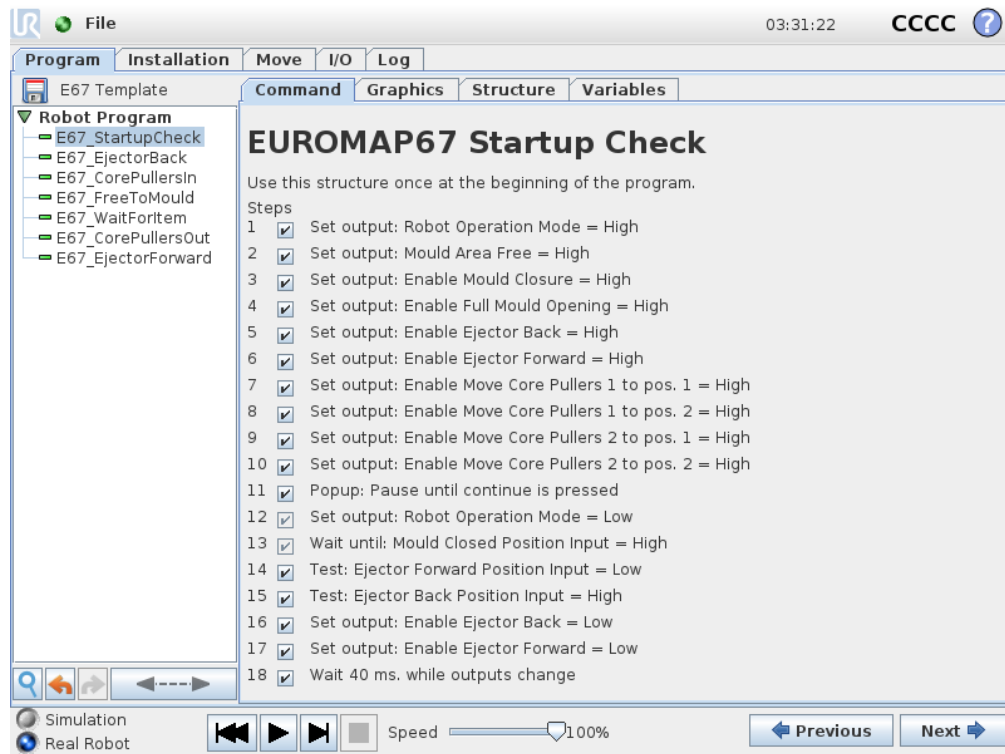 UR File 03:31:22 CCCC ?
Program Installation Move I/O Log
E67 Template
Command Graphics Structure Variables
Robot Program
E67_StartupCheck
E67_EjectorBack
E67_CorePullersIn
E67_FreeToMould
E67_WaitForItem
E67_CorePullersOut
E67_EjectorForward
EUROMAP67 Startup Check
Use this structure once at the beginning of the program.
Steps
1 Set output: Robot Operation Mode = High
2 Set output: Mould Area Free = High
3 Set output: Enable Mould Closure = High
4 Set output: Enable Full Mould Opening = High
5 Set output: Enable Ejector Back = High
6 Set output: Enable Ejector Forward = High
7 Set output: Enable Move Core Pullers 1 to pos. 1 = High
8 Set output: Enable Move Core Pullers 1 to pos. 2 = High
9 Set output: Enable Move Core Pullers 2 to pos. 1 = High
10 Set output: Enable Move Core Pullers 2 to pos. 2 = High
11 Popup: Pause until continue is pressed
12 Set output: Robot Operation Mode = Low
13 Wait until: Mould Closed Position Input = High
14 Test: Ejector Forward Position Input = Low
15 Test: Ejector Back Position Input = High
16 Set output: Enable Ejector Back = Low
17 Set output: Enable Ejector Forward = Low
18 Wait 40 ms. while outputs change
Simulation
Real Robot
Speed 100%
Previous Next